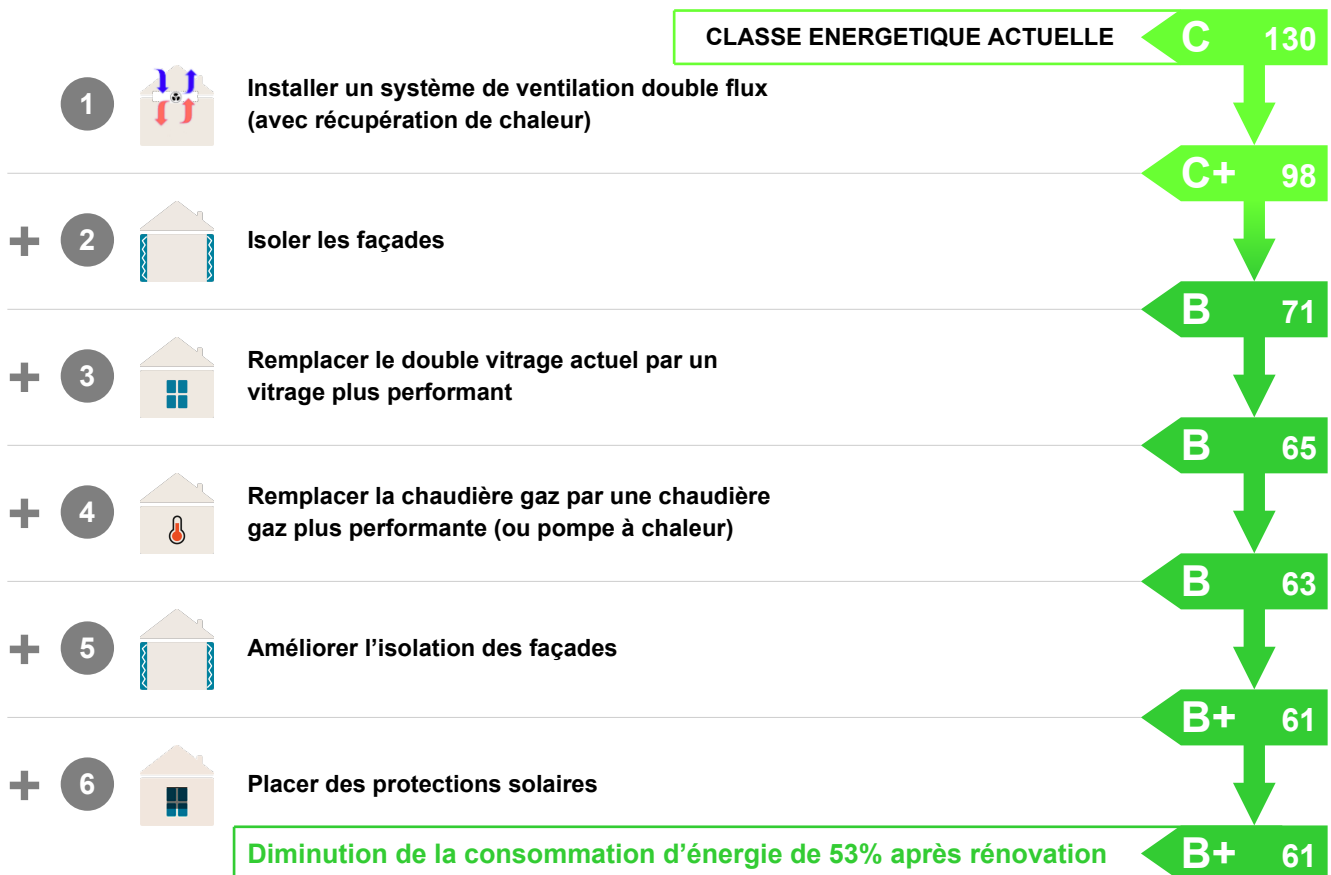 CLASSE ENERGETIQUE ACTUELLE C 130
1 Installer un système de ventilation double flux
(avec récupération de chaleur)
C+ 98
+ 2 Isoler les façades
B 71
+ 3 Remplacer le double vitrage actuel par un
vitrage plus performant
B 65
+ 4 Remplacer la chaudière gaz par une chaudière
gaz plus performante (ou pompe à chaleur)
B 63
+ 5 Améliorer l’isolation des façades
B+ 61
+ 6 Placer des protections solaires
Diminution de la consommation d’énergie de 53% après rénovation B+ 61